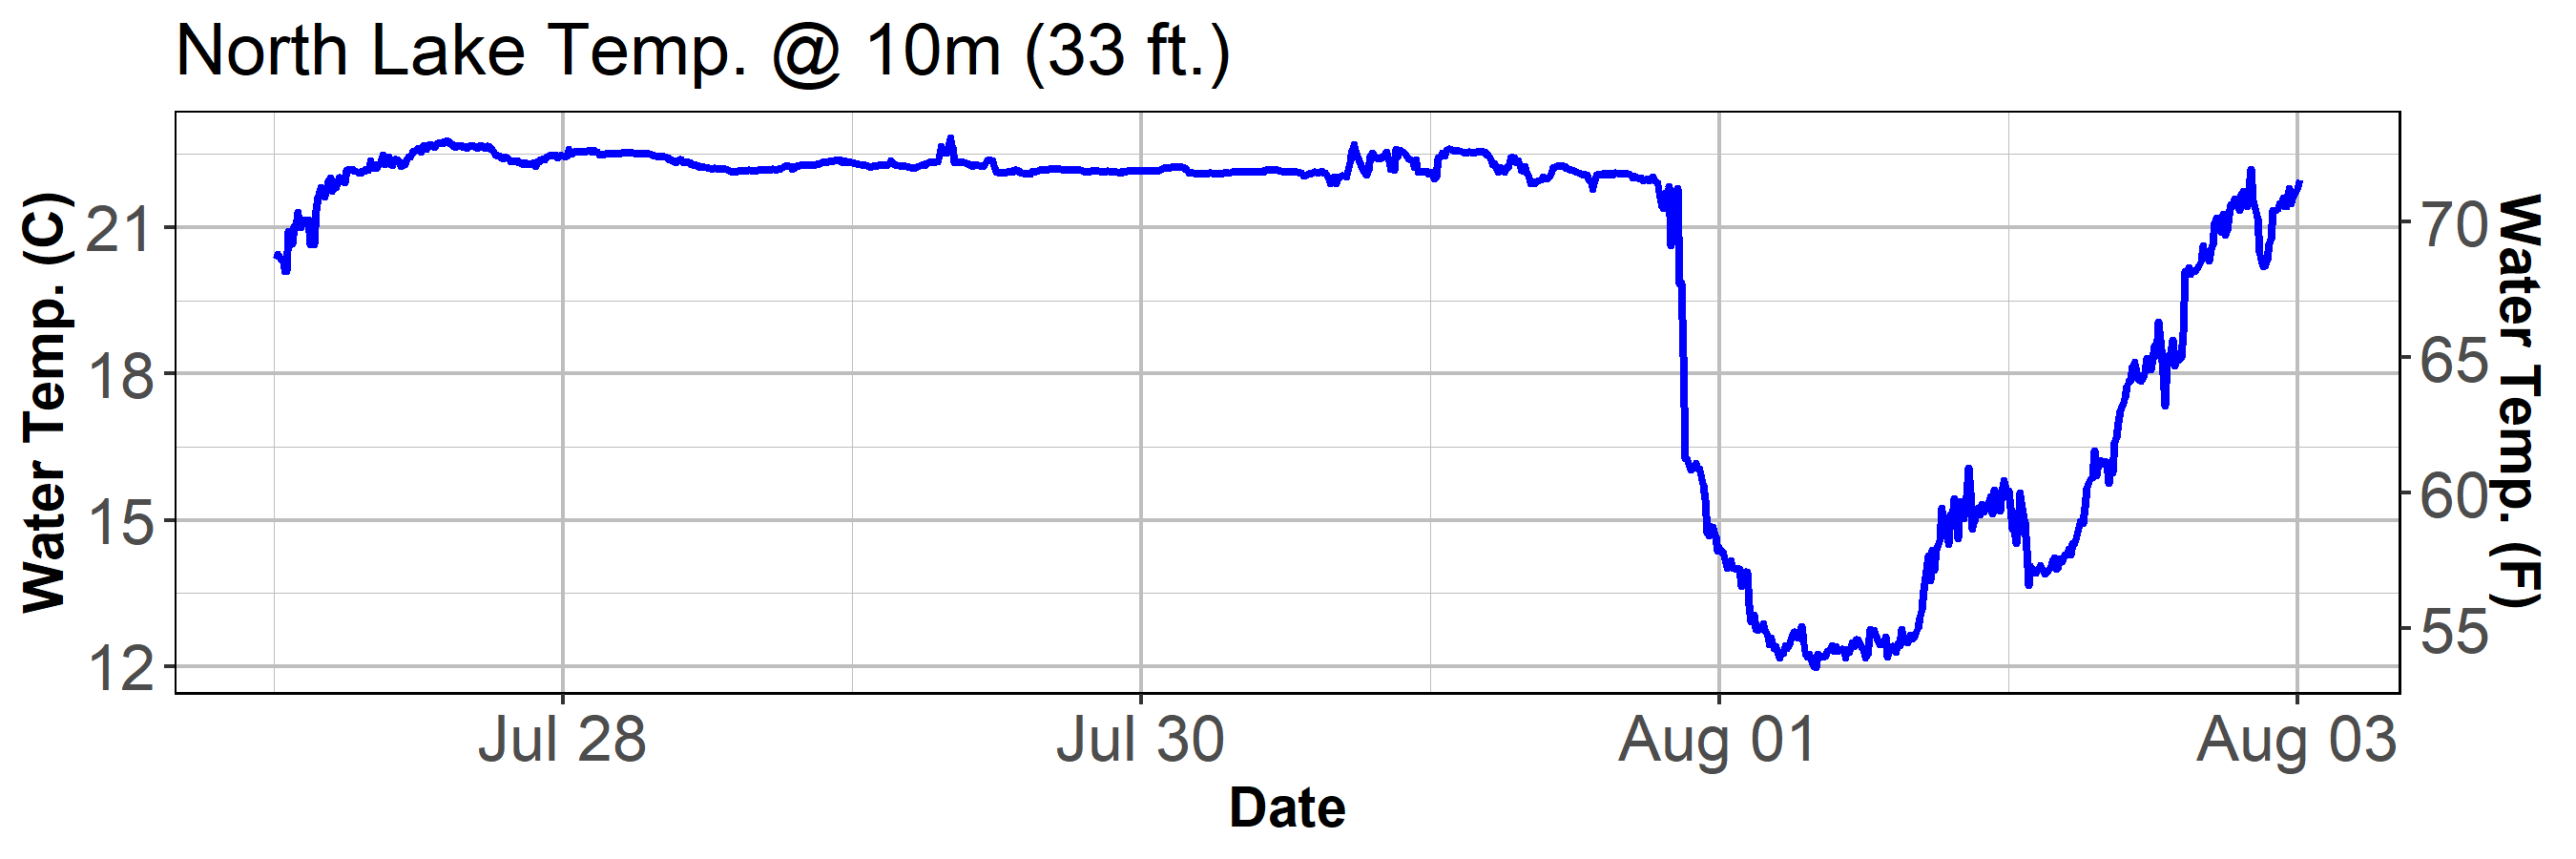 North Lake Temp. @ 10m (33 ft.)
Water Temp. (C)
21
18
15
12
70
65
60
55
Water Temp. (F)
Jul 28
Jul 30
Aug 01
Aug 03
Date